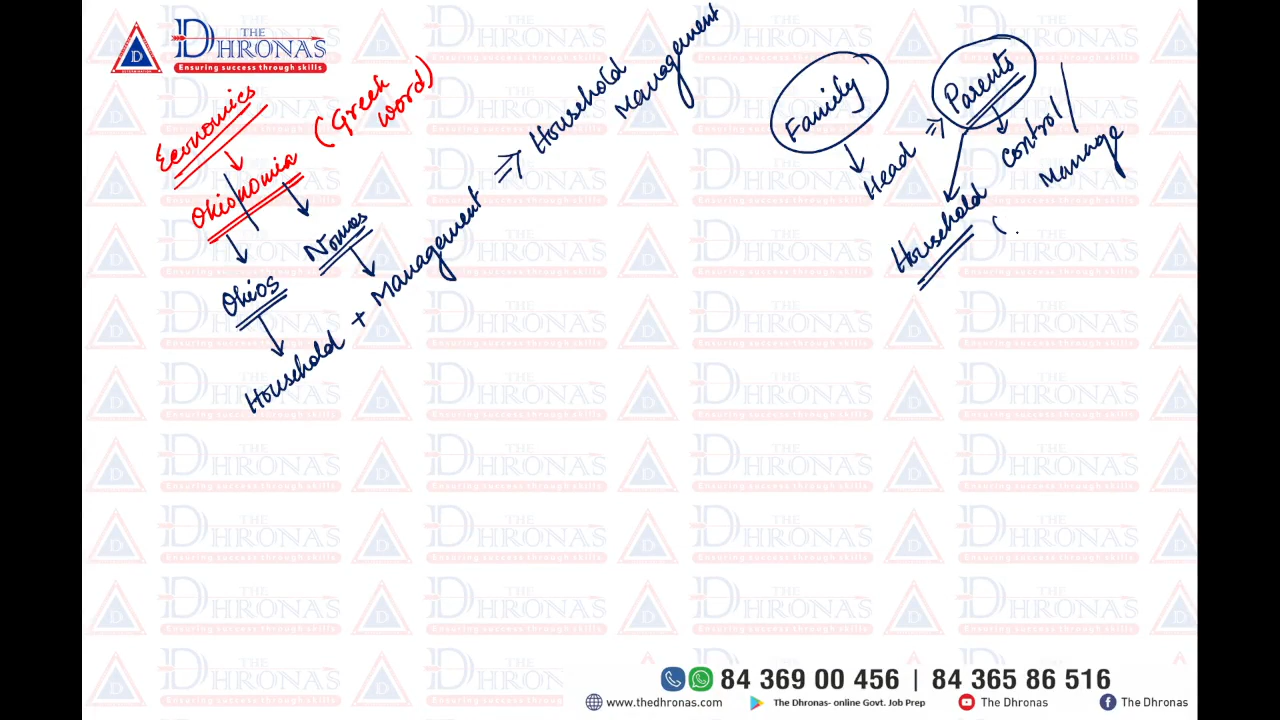 THE
DHRONAS
Ensuring success through skills
Economics
Ohionomia (Greek word)
Ohios
Nomos
Household + Management ⇒ Household Management
Family
Head ⇒ Parents
Control / Manage
Household (
84 369 00 456 | 84 365 86 516
www.thedhronas.com
The Dhronas- online Govt. Job Prep
The Dhronas
The Dhronas